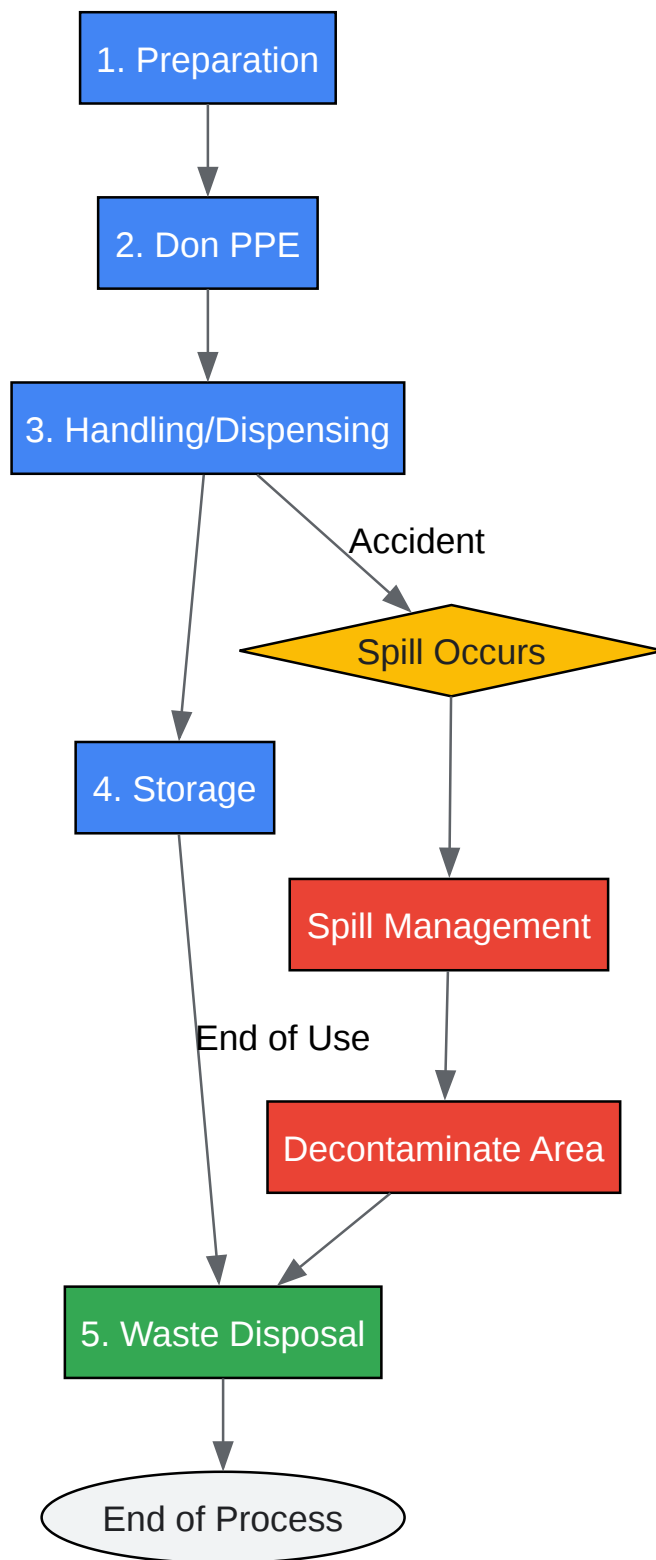 1. Preparation
2. Don PPE
3. Handling/Dispensing
Accident
Spill Occurs
4. Storage
Spill Management
End of Use
Decontaminate Area
5. Waste Disposal
End of Process